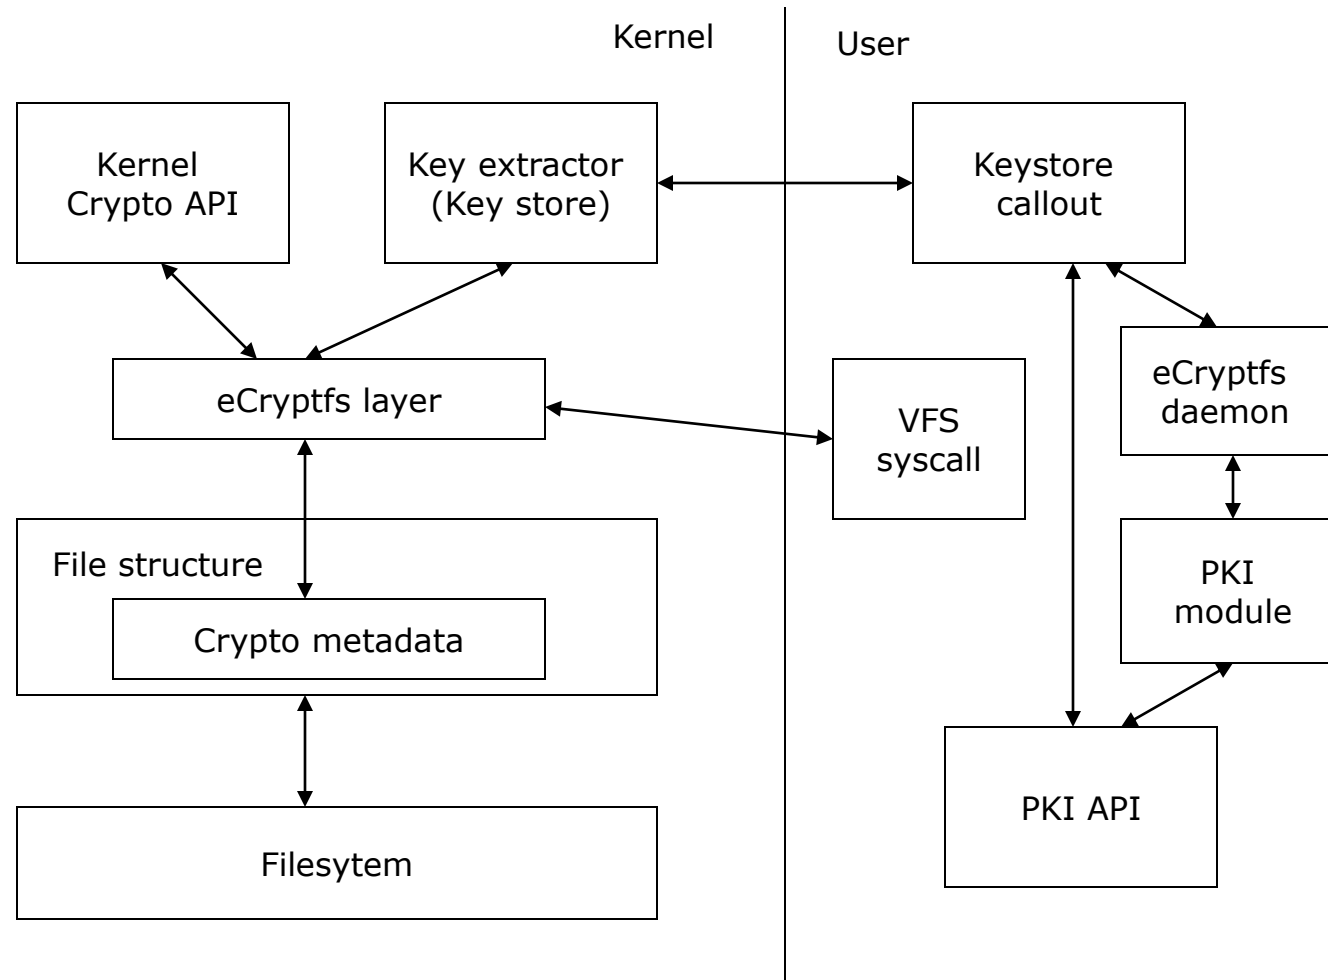 Kernel
User
Kernel
Crypto API
Key extractor
(Key store)
Keystore
callout
eCryptfs layer
VFS
syscall
eCryptfs
daemon
File structure
Crypto metadata
PKI
module
Filesytem
PKI API